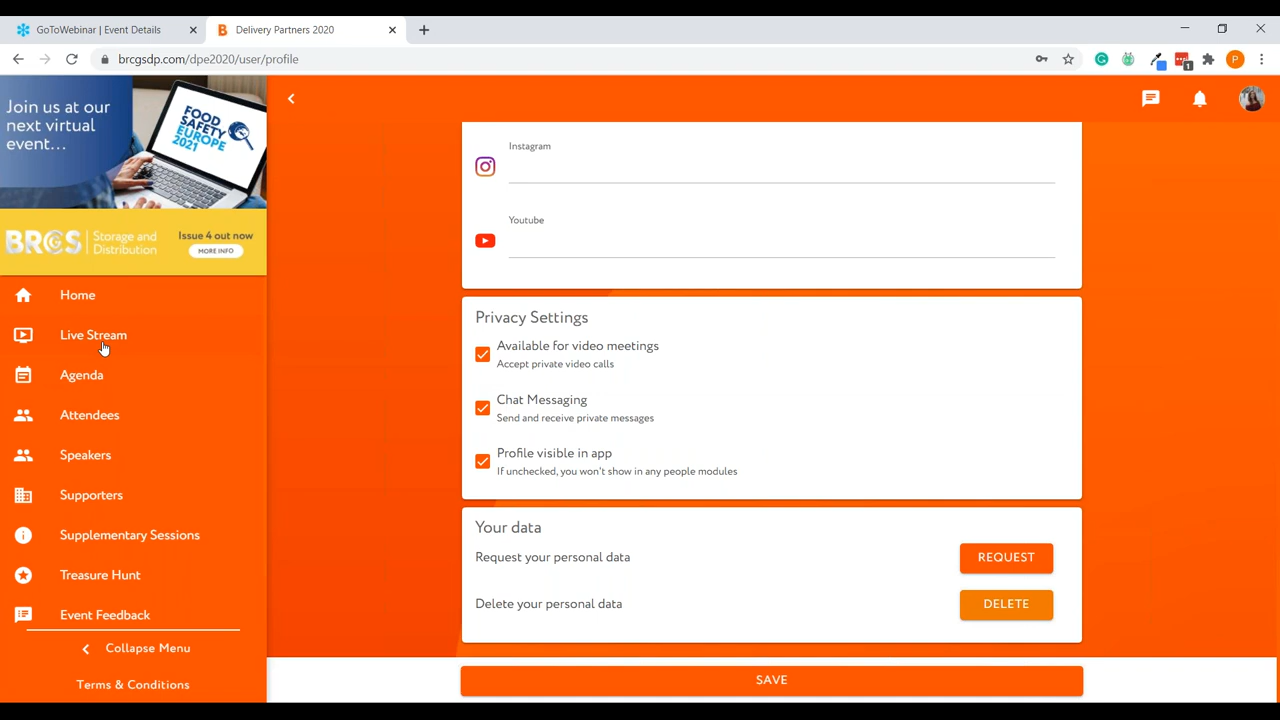 GoToWebinar | Event Details
Delivery Partners 2020
brcgsdp.com/dpe2020/user/profile
1
P
Join us at our
next virtual
event...
FOOD
SAFETY
EUROPE
2021
BRCGS
Storage and
Distribution
Issue 4 out now
MORE INFO
Home
Live Stream
Agenda
Attendees
Speakers
Supporters
Supplementary Sessions
Treasure Hunt
Event Feedback
Collapse Menu
Terms & Conditions
Instagram
Youtube
Privacy Settings
Available for video meetings
Accept private video calls
Chat Messaging
Send and receive private messages
Profile visible in app
If unchecked, you won't show in any people modules
Your data
Request your personal data
REQUEST
Delete your personal data
DELETE
SAVE